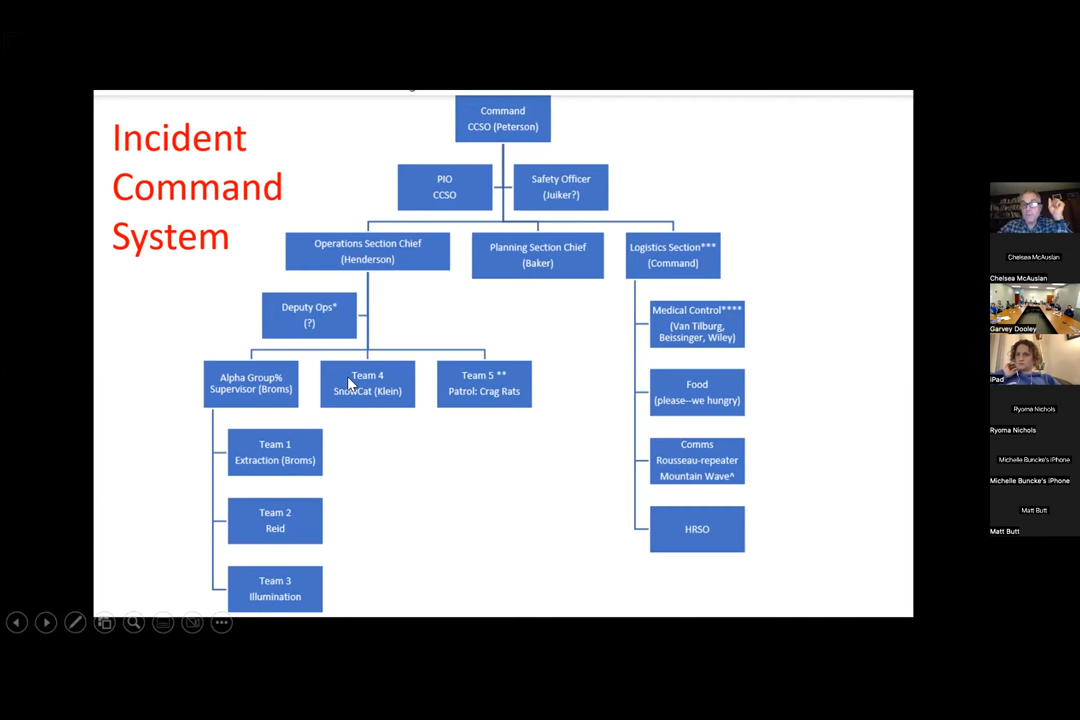 Incident
Command
System
Command
CCSO (Peterson)
PIO
CCSO
Safety Officer
(Juiker?)
Operations Section Chief
(Henderson)
Planning Section Chief
(Baker)
Logistics Section***
(Command)
Deputy Ops*
(?)
Medical Control****
(Van Tilburg,
Beissinger, Wiley)
Alpha Group%
Supervisor (Broms)
Team 4
SnowCat (Klein)
Team 5 **
Patrol: Crag Rats
Food
(please--we hungry)
Team 1
Extraction (Broms)
Comms
Rousseau-repeater
Mountain Wave^
Team 2
Reid
HRSO
Team 3
Illumination
Chelsea McAuslan
Chelsea McAuslan
Garvey Dooley
iPad
Ryoma Nichols
Ryoma Nichols
Michelle Buncke's iPhone
Michelle Buncke's iPhone
Matt Butt
Matt Butt